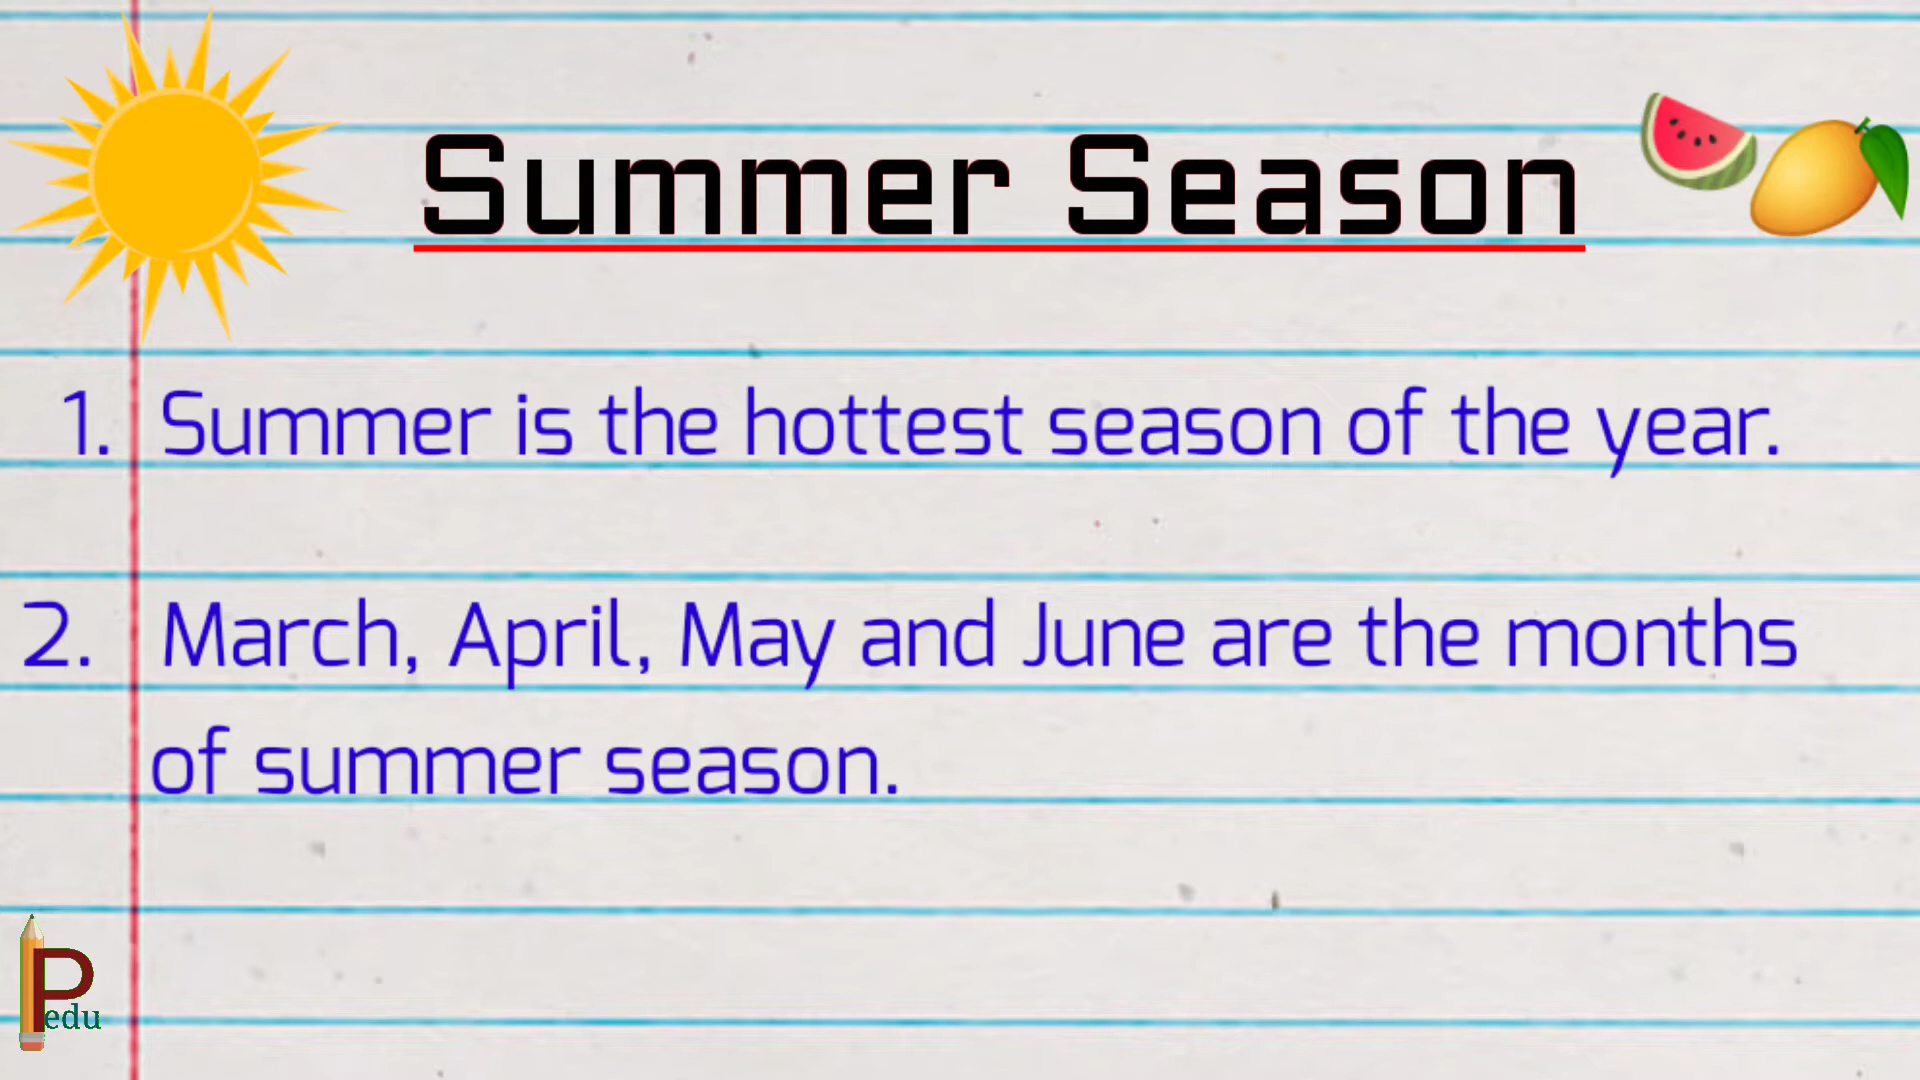 Summer Season
1. Summer is the hottest season of the year.
2. March, April, May and June are the months
of summer season.
P
edu